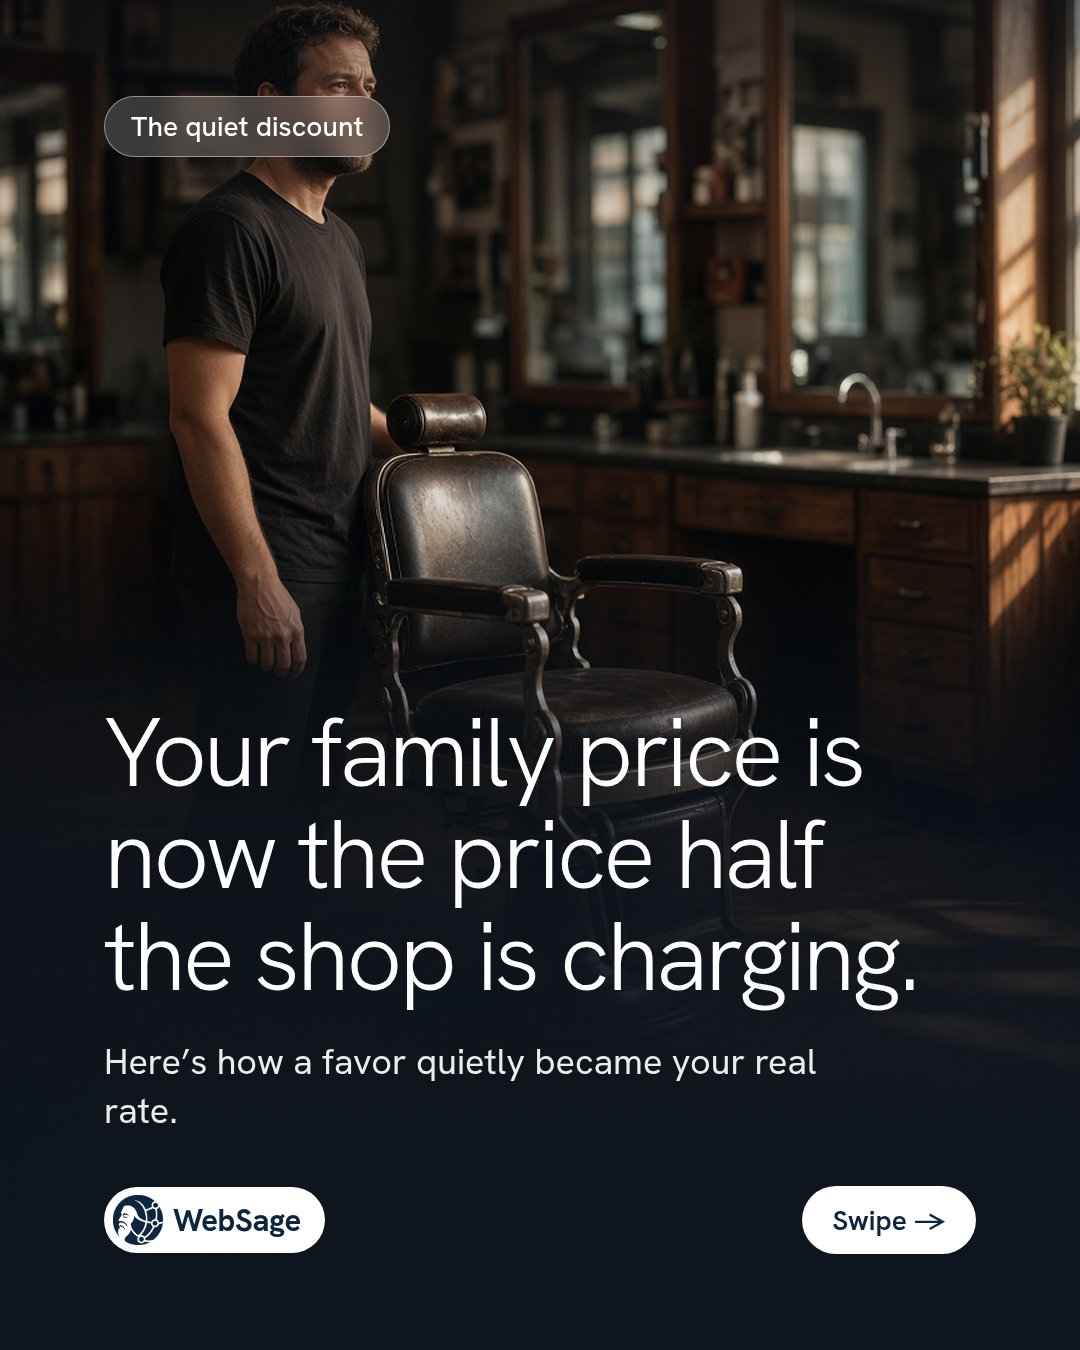 The quiet discount
Your family price is
now the price half
the shop is charging.
Here’s how a favor quietly became your real
rate.
WebSage
Swipe →